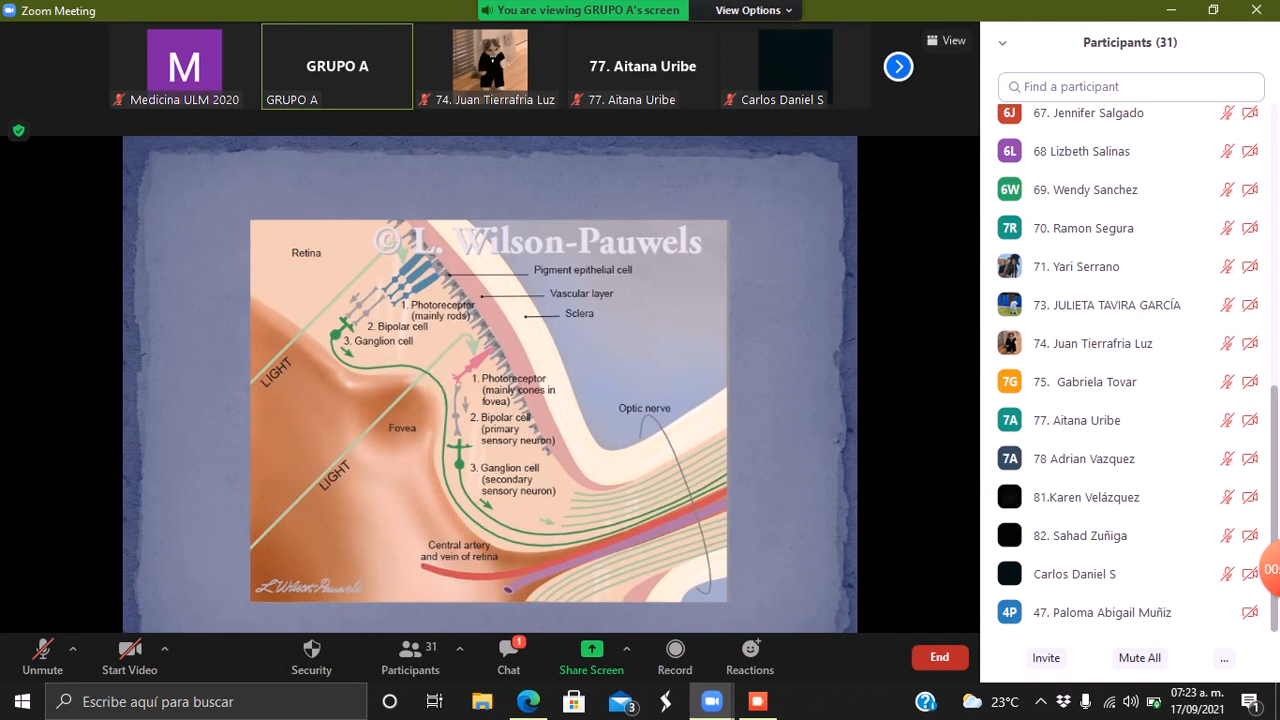 Zoom Meeting
You are viewing GRUPO A's screen
View Options
M
GRUPO A
77. Aitana Uribe
View
Medicina ULM 2020
GRUPO A
74. Juan Tierrafria Luz
77. Aitana Uribe
Carlos Daniel S
© L. Wilson-Pauwels
Retina
Pigment epithelial cell
Vascular layer
Sclera
1. Photoreceptor
(mainly rods)
2. Bipolar cell
3. Ganglion cell
LIGHT
1. Photoreceptor
(mainly cones in
fovea)
2. Bipolar cell
(primary
sensory neuron)
3. Ganglion cell
(secondary
sensory neuron)
Optic nerve
Fovea
LIGHT
Central artery
and vein of retina
L.Wilson-Pauwels
Participants (31)
Find a participant
6J 67. Jennifer Salgado
6L 68 Lizbeth Salinas
6W 69. Wendy Sanchez
7R 70. Ramon Segura
71. Yari Serrano
73. JULIETA TAVIRA GARCÍA
74. Juan Tierrafria Luz
7G 75. Gabriela Tovar
7A 77. Aitana Uribe
7A 78 Adrian Vazquez
81.Karen Velázquez
82. Sahad Zuñiga
Carlos Daniel S
4P 47. Paloma Abigail Muñiz
Invite
Mute All
...
Unmute
Start Video
Security
31
Participants
1
Chat
Share Screen
Record
Reactions
End
00:
Escribe aquí para buscar
3
23°C
07:23 a. m.
17/09/2021
1